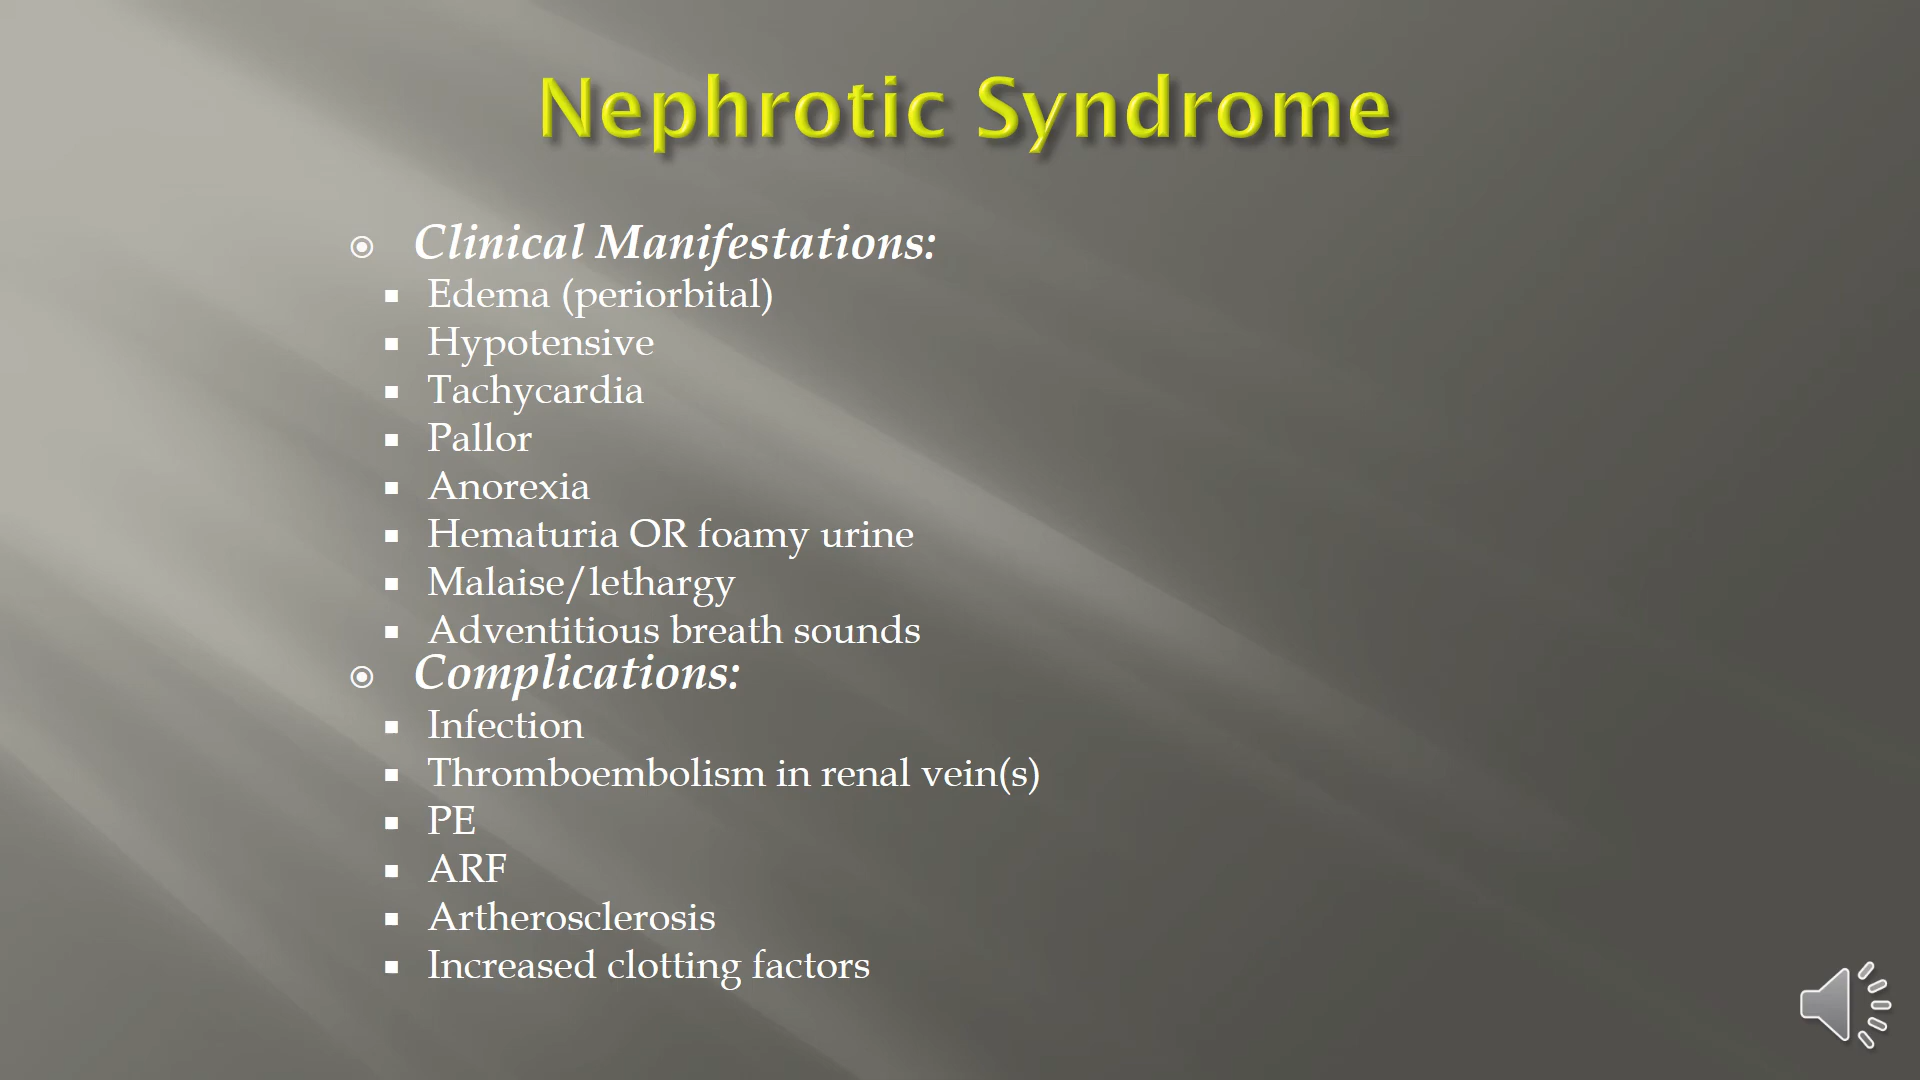 Nephrotic Syndrome
Clinical Manifestations:
Edema (periorbital)
Hypotensive
Tachycardia
Pallor
Anorexia
Hematuria OR foamy urine
Malaise/lethargy
Adventitious breath sounds
Complications:
Infection
Thromboembolism in renal vein(s)
PE
ARF
Artherosclerosis
Increased clotting factors